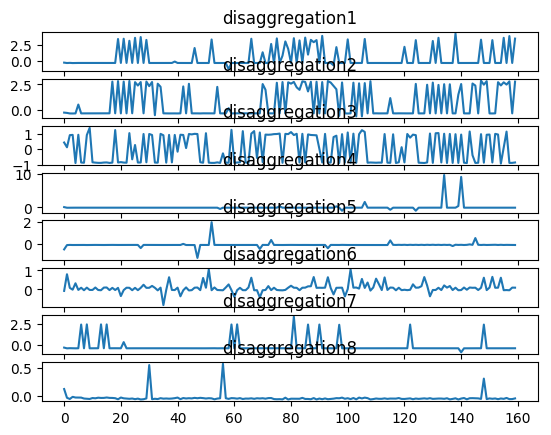 disaggregation1
2.5
0.0
disaggregation2
2.5
0.0
disaggregation3
1
0
−1
disaggregation4
10
0
disaggregation5
2
0
disaggregation6
1
0
disaggregation7
2.5
0.0
disaggregation8
0.5
0.0
0 20 40 60 80 100 120 140 160